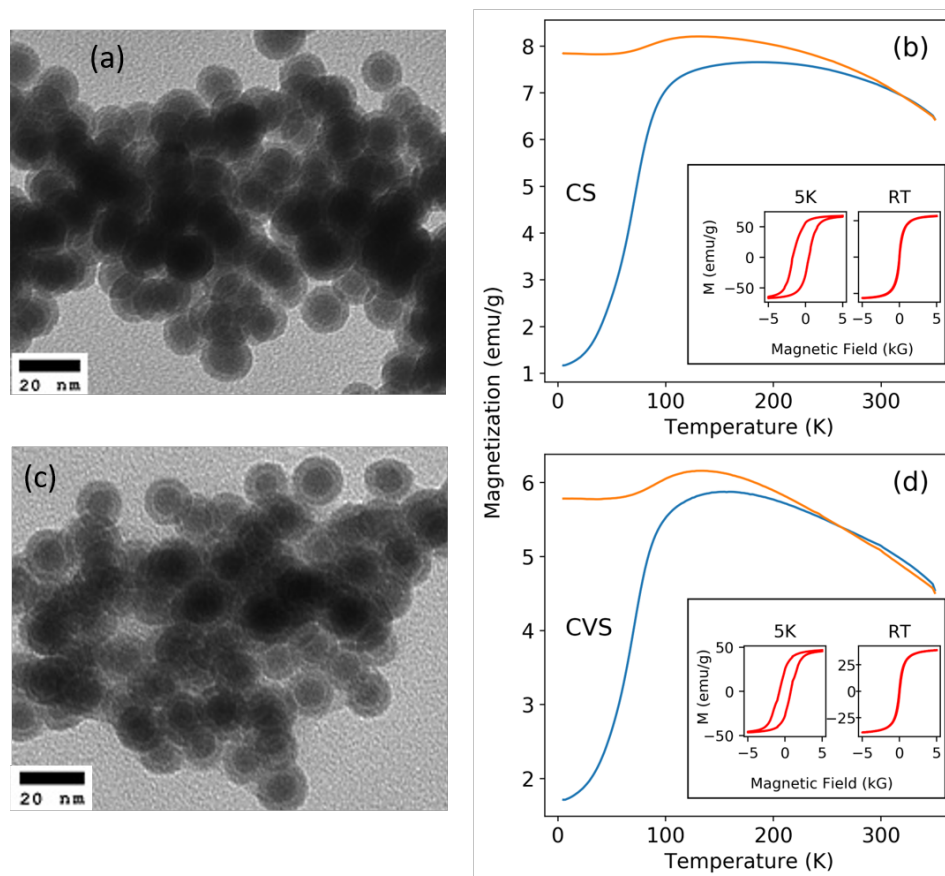 (a)
20 nm
(c)
20 nm
Magnetization (emu/g)
(b)
8
7
6
5
4
3
2
1
CS
5K
RT
M (emu/g)
50
0
−50
−5 0 5
−5 0 5
Magnetic Field (kG)
0 100 200 300
Temperature (K)
(d)
6
5
4
3
2
CVS
5K
RT
M (emu/g)
50
0
−50
25
0
−25
−5 0 5
−5 0 5
Magnetic Field (kG)
0 100 200 300
Temperature (K)